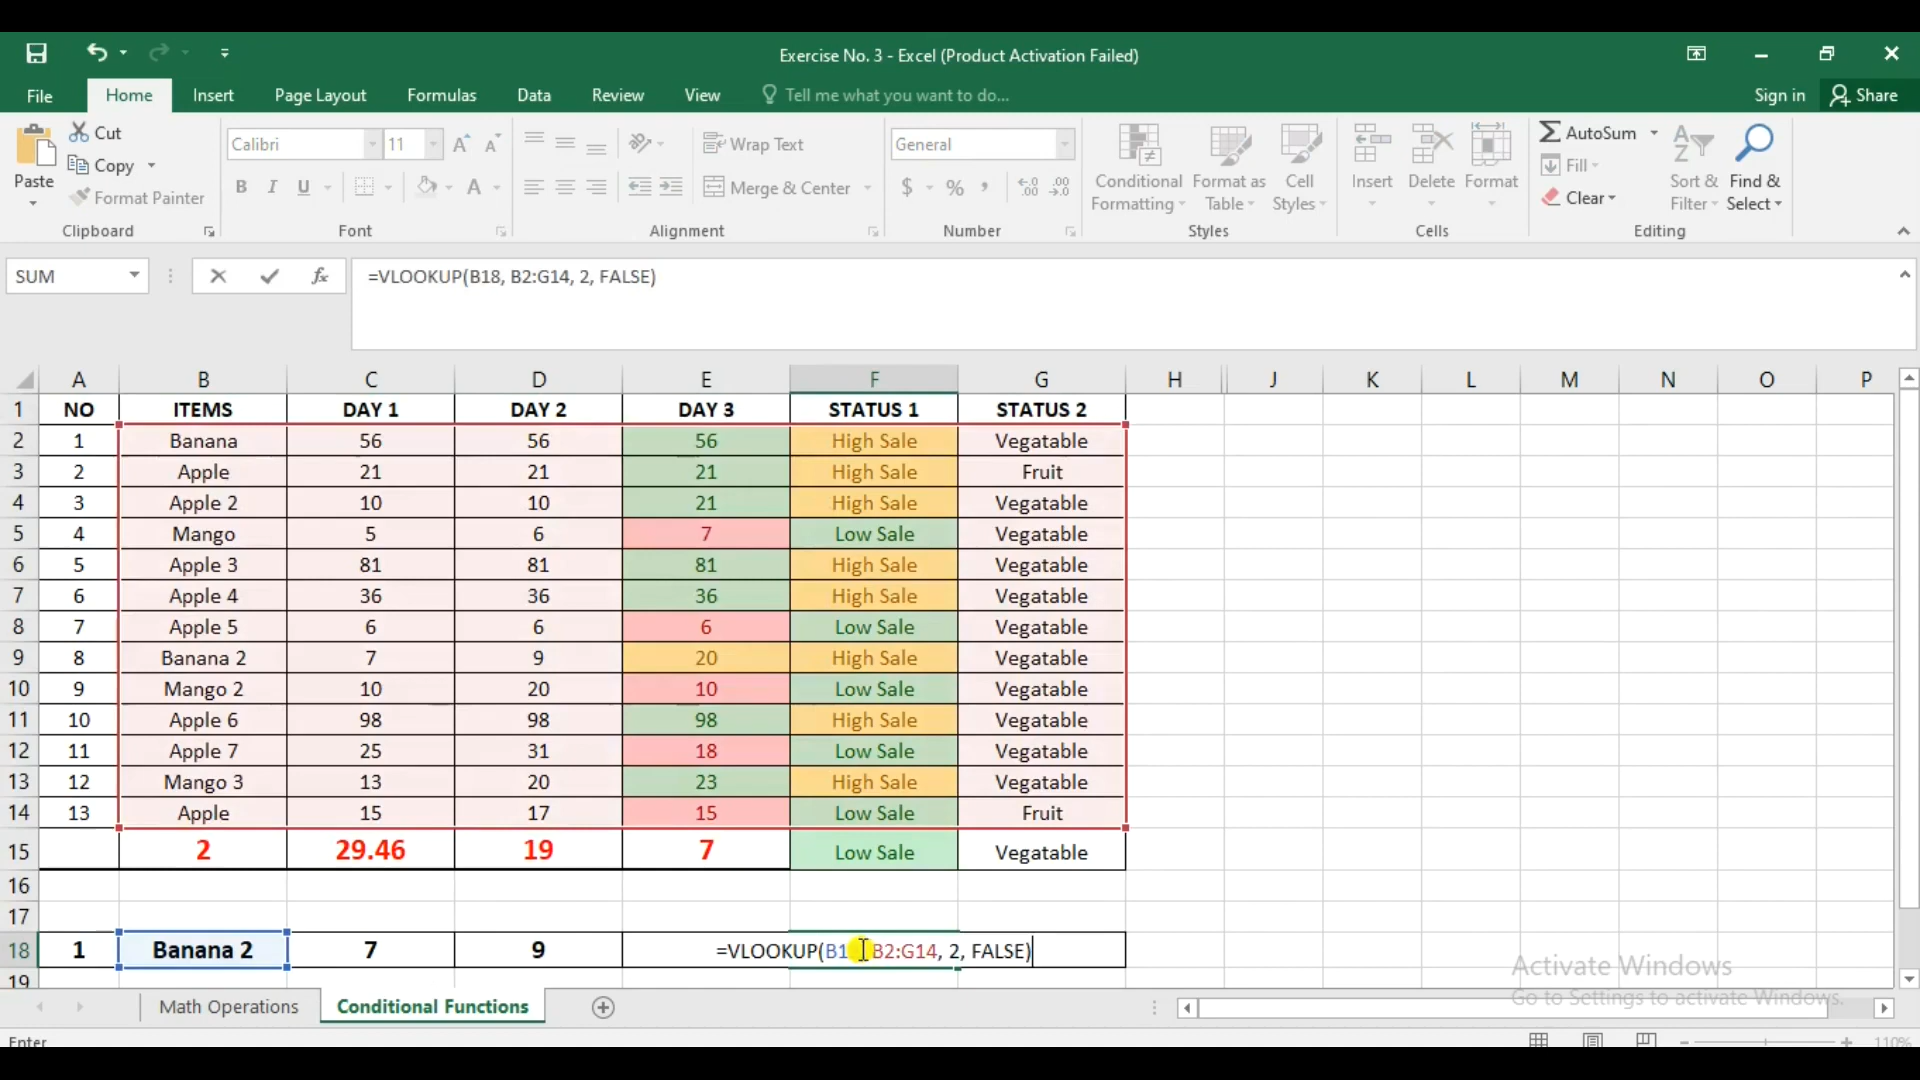 Exercise No. 3 - Excel (Product Activation Failed)
File Home Insert Page Layout Formulas Data Review View Tell me what you want to do... Sign in Share
Paste Cut Copy Format Painter Clipboard
Calibri 11 B I U A A A Font
Wrap Text Merge & Center Alignment
General $ % , Number
Conditional Formatting Format as Table Cell Styles Styles
Insert Delete Format Cells
AutoSum Fill Clear Sort & Filter Find & Select Editing
SUM fx =VLOOKUP(B18, B2:G14, 2, FALSE)
A B C D E F G H J K L M N O P
1 NO ITEMS DAY 1 DAY 2 DAY 3 STATUS 1 STATUS 2
2 1 Banana 56 56 56 High Sale Vegatable
3 2 Apple 21 21 21 High Sale Fruit
4 3 Apple 2 10 10 21 High Sale Vegatable
5 4 Mango 5 6 7 Low Sale Vegatable
6 5 Apple 3 81 81 81 High Sale Vegatable
7 6 Apple 4 36 36 36 High Sale Vegatable
8 7 Apple 5 6 6 6 Low Sale Vegatable
9 8 Banana 2 7 9 20 High Sale Vegatable
10 9 Mango 2 10 20 10 Low Sale Vegatable
11 10 Apple 6 98 98 98 High Sale Vegatable
12 11 Apple 7 25 31 18 Low Sale Vegatable
13 12 Mango 3 13 20 23 High Sale Vegatable
14 13 Apple 15 17 15 Low Sale Fruit
15 2 29.46 19 7 Low Sale Vegatable
16
17
18 1 Banana 2 7 9 =VLOOKUP(B1 B2:G14, 2, FALSE)
19
Activate Windows
Go to Settings to activate Windows.
Math Operations Conditional Functions
Enter 110%